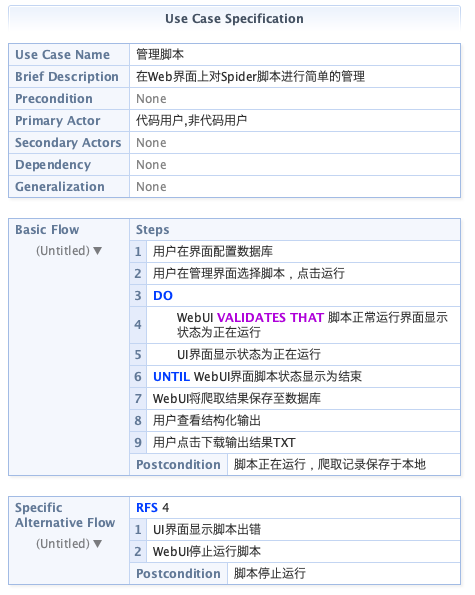 Use Case Specification
Use Case Name 管理脚本
Brief Description 在Web界面上对Spider脚本进行简单的管理
Precondition None
Primary Actor 代码用户,非代码用户
Secondary Actors None
Dependency None
Generalization None
Basic Flow Steps
(Untitled) ▼
1 用户在界面配置数据库
2 用户在管理界面选择脚本，点击运行
3 DO
4 WebUI VALIDATES THAT 脚本正常运行界面显示
状态为正在运行
5 UI界面显示状态为正在运行
6 UNTIL WebUI界面脚本状态显示为结束
7 WebUI将爬取结果保存至数据库
8 用户查看结构化输出
9 用户点击下载输出结果TXT
Postcondition 脚本正在运行，爬取记录保存于本地
Specific
Alternative Flow
(Untitled) ▼
RFS 4
1 UI界面显示脚本出错
2 WebUI停止运行脚本
Postcondition 脚本停止运行